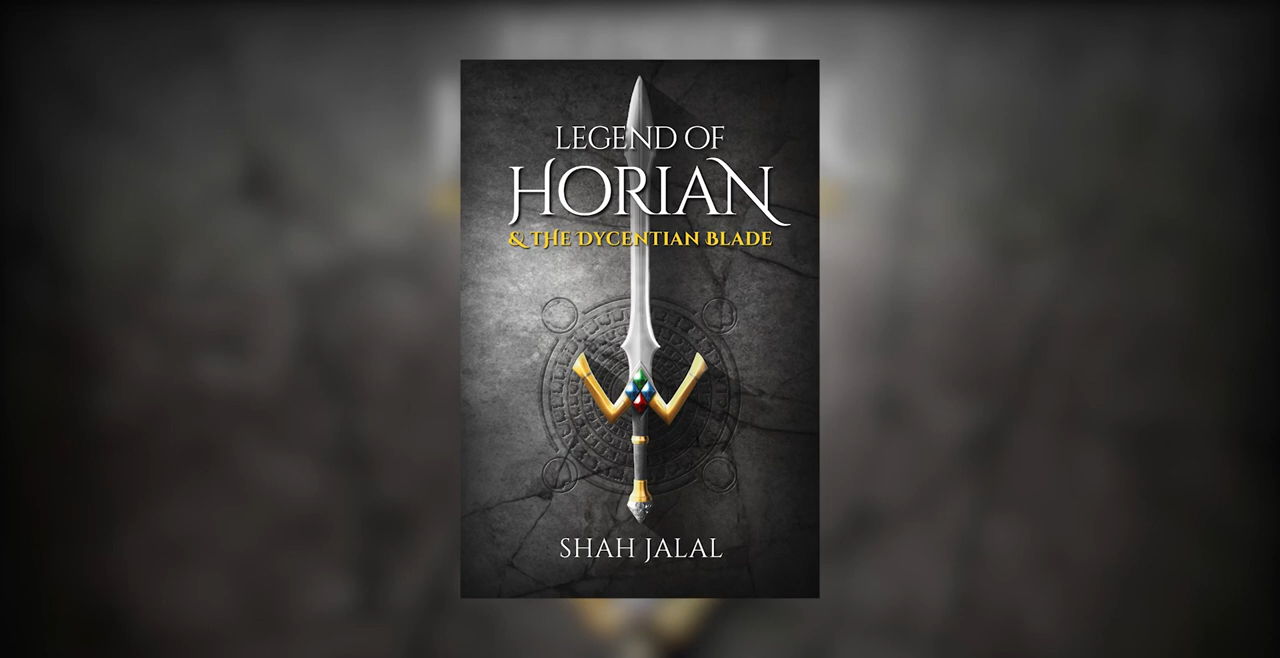 LEGEND OF
HORIAN
& THE DYCENTIAN BLADE
SHAH JALAL